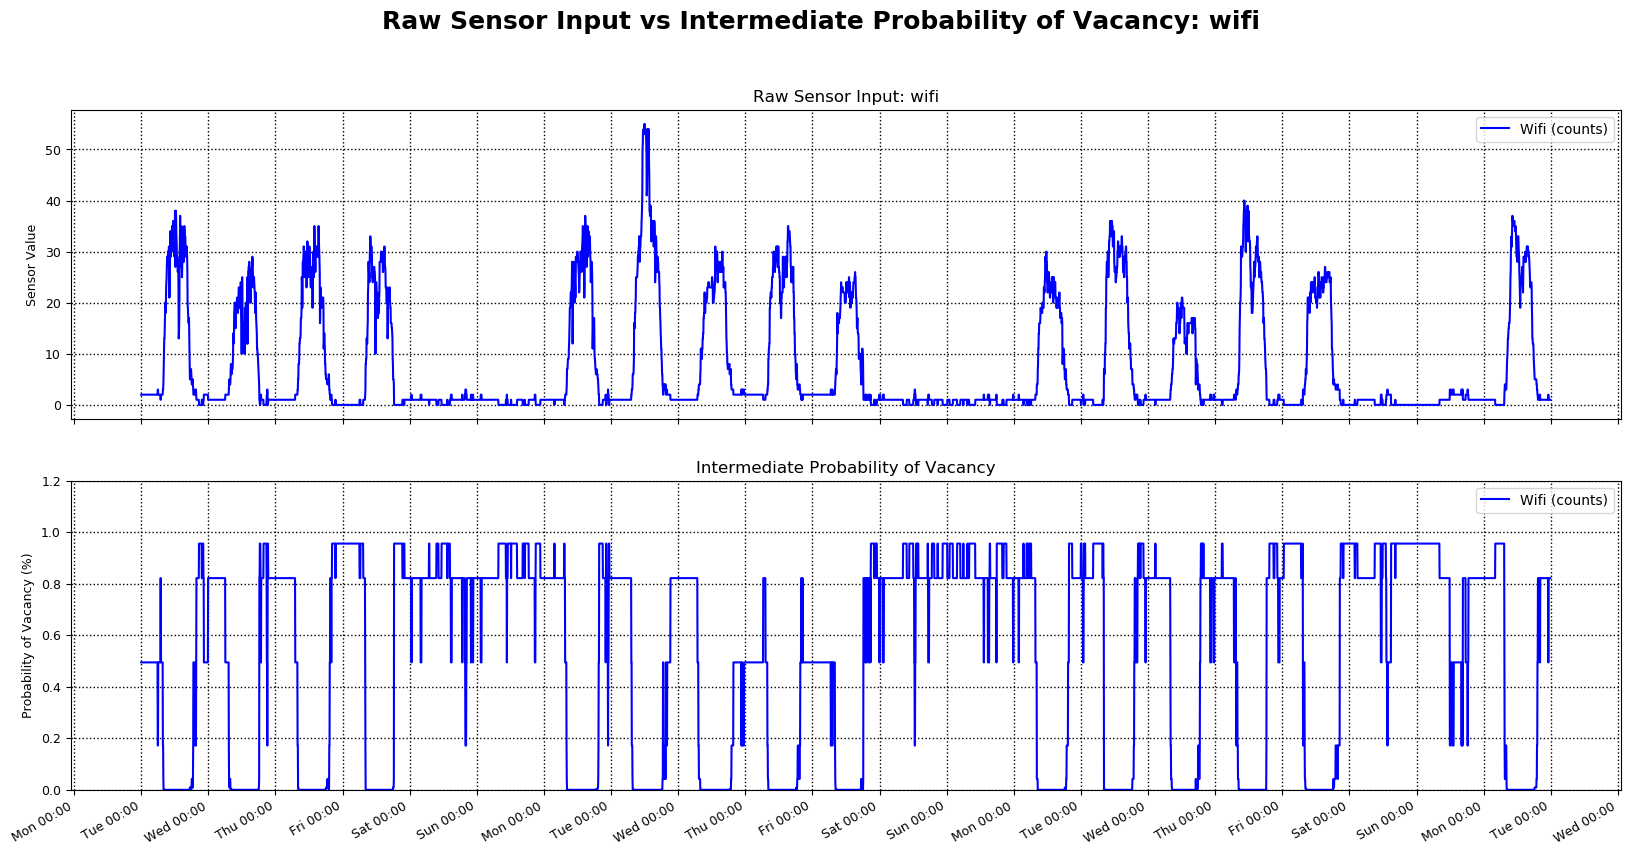 Raw Sensor Input vs Intermediate Probability of Vacancy: wifi
Raw Sensor Input: wifi
Wifi (counts)
Sensor Value
50
40
30
20
10
0
Intermediate Probability of Vacancy
Wifi (counts)
Probability of Vacancy (%)
1.2
1.0
0.8
0.6
0.4
0.2
0.0
Mon 00:00
Tue 00:00
Wed 00:00
Thu 00:00
Fri 00:00
Sat 00:00
Sun 00:00
Mon 00:00
Tue 00:00
Wed 00:00
Thu 00:00
Fri 00:00
Sat 00:00
Sun 00:00
Mon 00:00
Tue 00:00
Wed 00:00
Thu 00:00
Fri 00:00
Sat 00:00
Sun 00:00
Mon 00:00
Tue 00:00
Wed 00:00